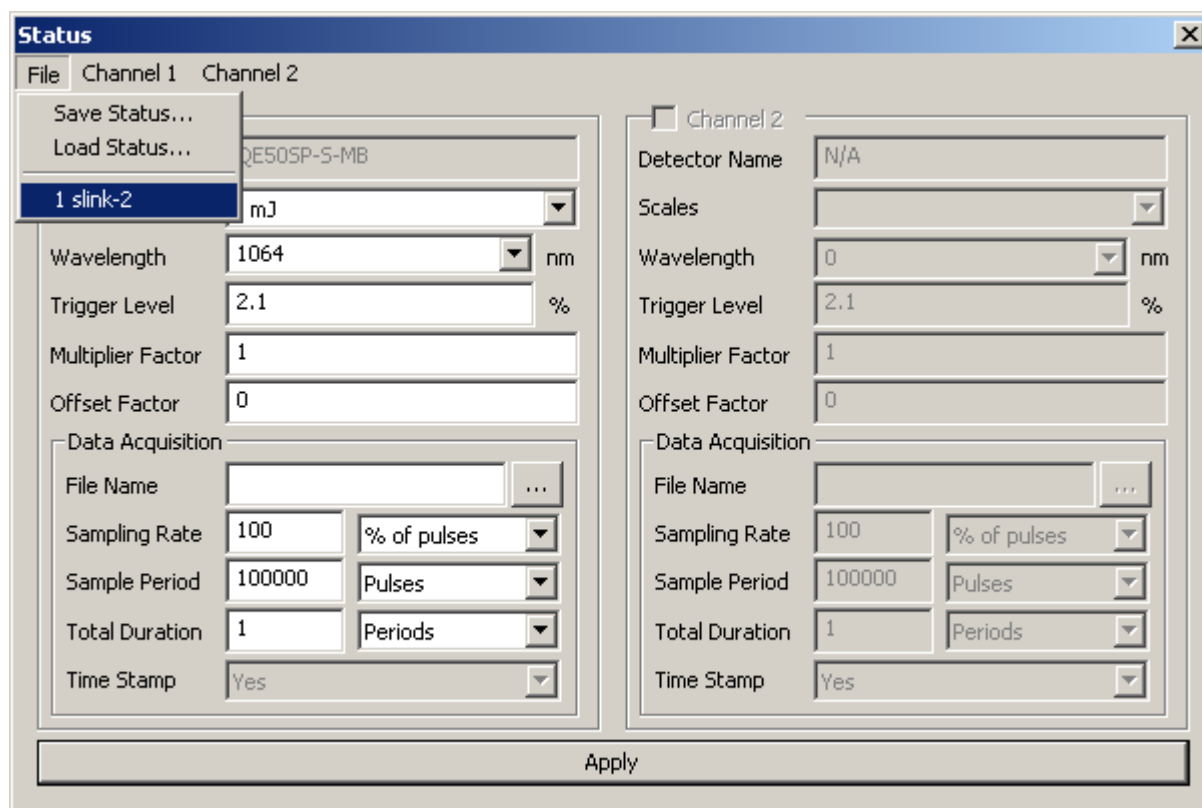 Status
File Channel 1 Channel 2
Save Status...
Load Status...
1 slink-2
QE50SP-S-MB
mJ
Wavelength 1064 nm
Trigger Level 2.1 %
Multiplier Factor 1
Offset Factor 0
Data Acquisition
File Name ...
Sampling Rate 100 % of pulses
Sample Period 100000 Pulses
Total Duration 1 Periods
Time Stamp Yes
Channel 2
Detector Name N/A
Scales
Wavelength 0 nm
Trigger Level 2.1 %
Multiplier Factor 1
Offset Factor 0
Data Acquisition
File Name ...
Sampling Rate 100 % of pulses
Sample Period 100000 Pulses
Total Duration 1 Periods
Time Stamp Yes
Apply